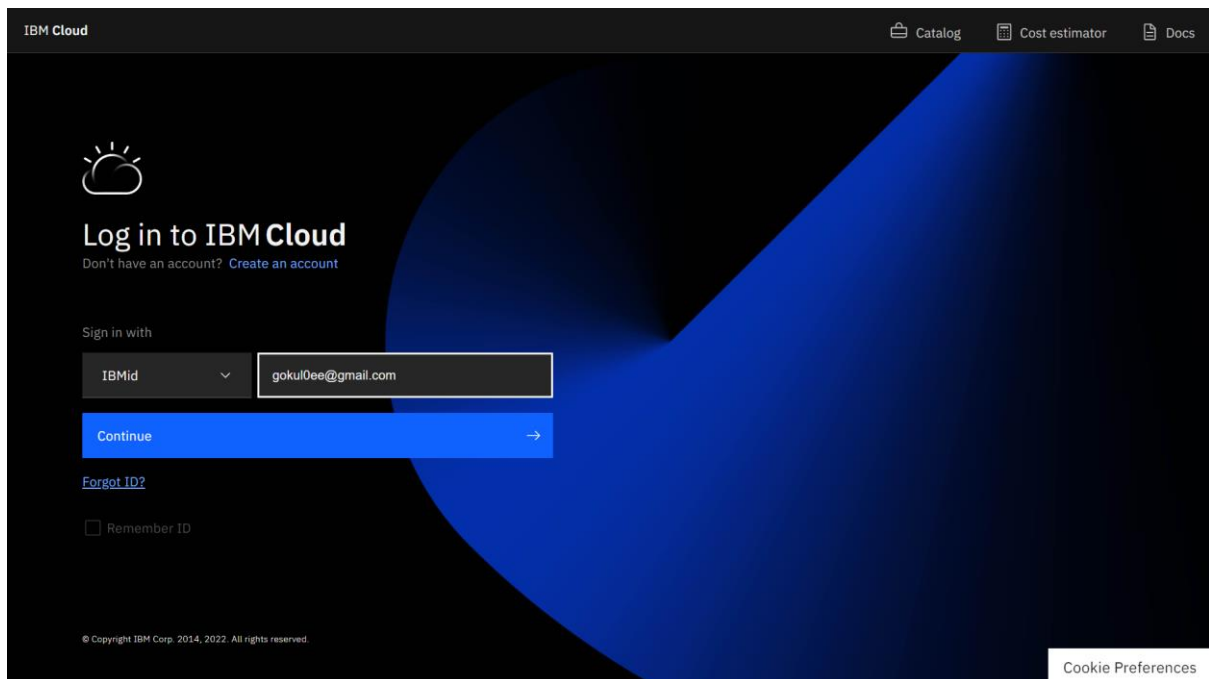 IBM Cloud
Catalog
Cost estimator
Docs
Log in to IBM Cloud
Don't have an account? Create an account
Sign in with
IBMid
gokul0ee@gmail.com
Continue
Forgot ID?
Remember ID
© Copyright IBM Corp. 2014, 2022. All rights reserved.
Cookie Preferences